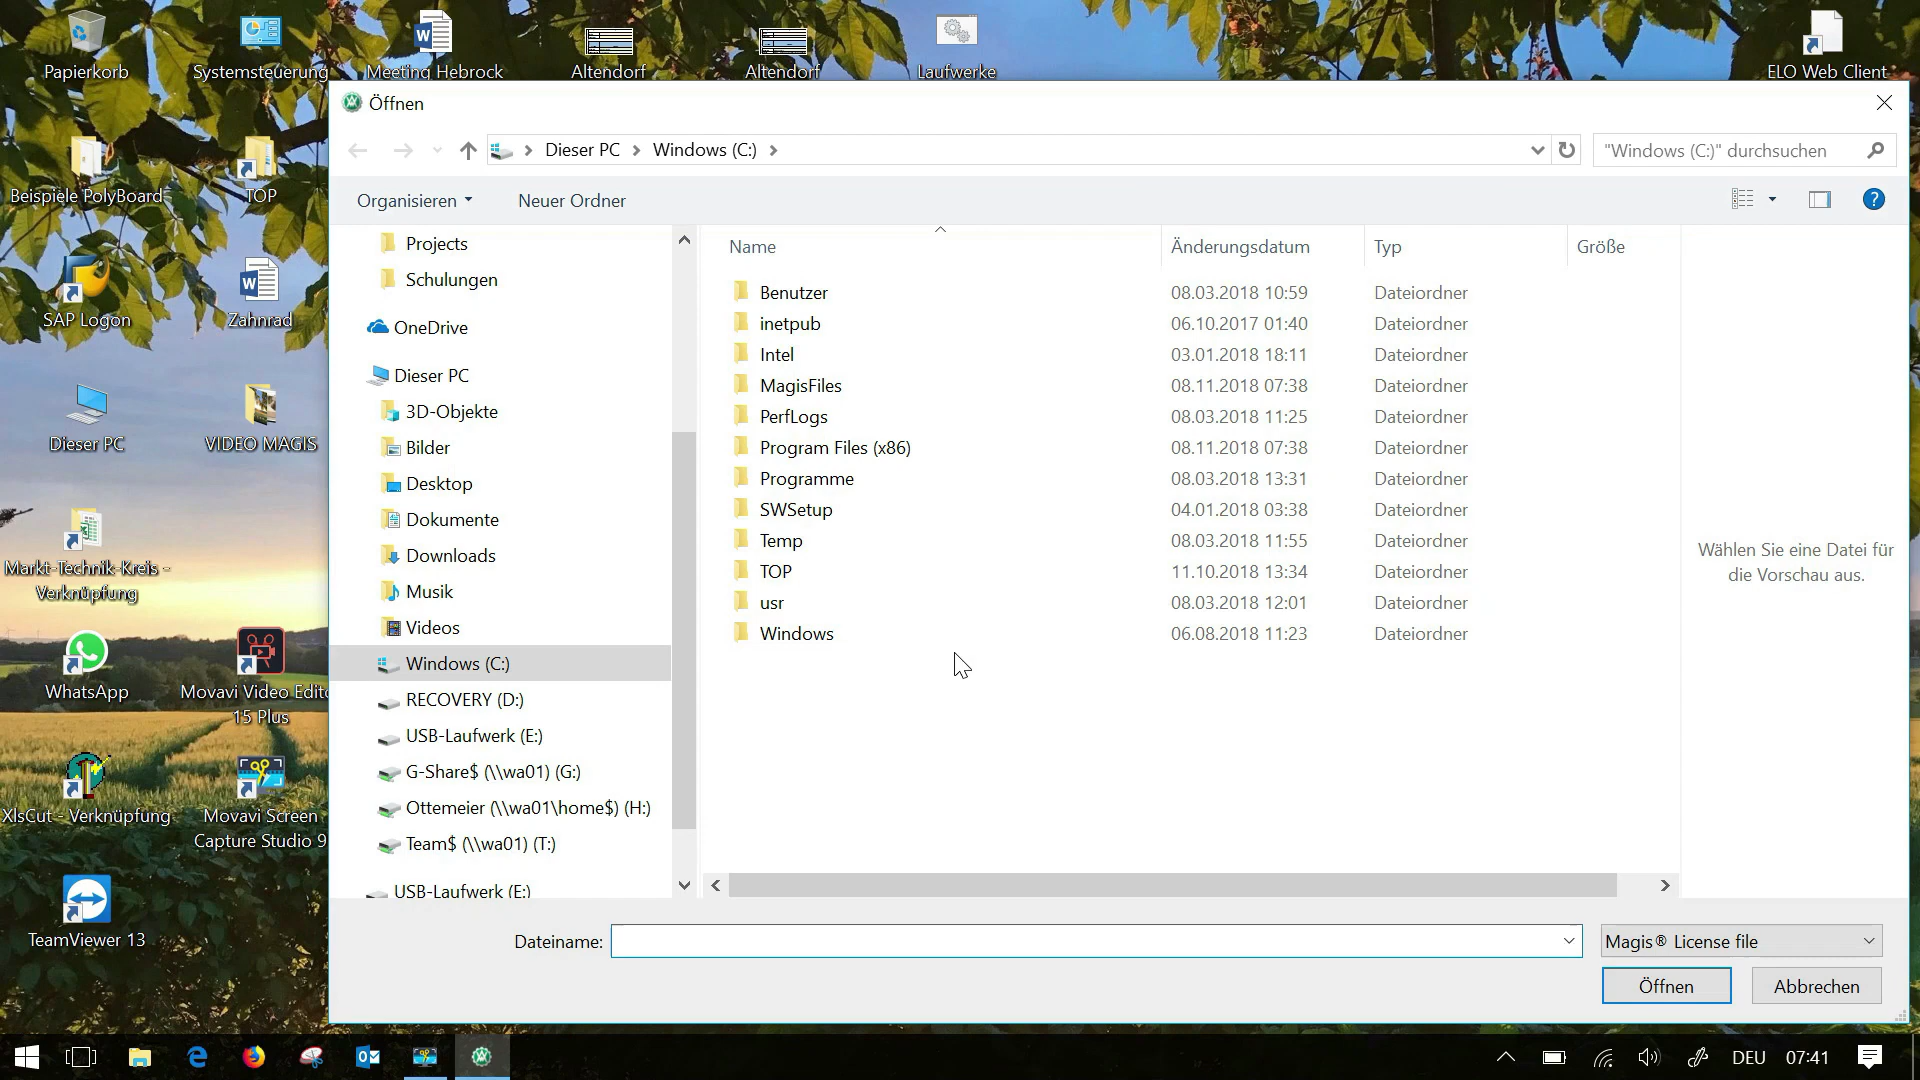 Papierkorb
Systemsteuerung
Meeting Hebrock
Altendorf
Altendorf
Laufwerke
ELO Web Client
Öffnen
Dieser PC
Windows (C:)
"Windows (C:)" durchsuchen
Organisieren
Neuer Ordner
Beispiele PolyBoard
TOP
SAP Logon
Zahnrad
Dieser PC
VIDEO MAGIS
Markt-Technik-Kreis -
Verknüpfung
WhatsApp
Movavi Video Edito
15 Plus
XlsCut - Verknüpfung
Movavi Screen
Capture Studio 9
TeamViewer 13
Projects
Schulungen
OneDrive
Dieser PC
3D-Objekte
Bilder
Desktop
Dokumente
Downloads
Musik
Videos
Windows (C:)
RECOVERY (D:)
USB-Laufwerk (E:)
G-Share$ (\\wa01) (G:)
Ottemeier (\\wa01\home$) (H:)
Team$ (\\wa01) (T:)
USB-Laufwerk (E:)
Name Änderungsdatum Typ Größe
Benutzer 08.03.2018 10:59 Dateiordner
inetpub 06.10.2017 01:40 Dateiordner
Intel 03.01.2018 18:11 Dateiordner
MagisFiles 08.11.2018 07:38 Dateiordner
PerfLogs 08.03.2018 11:25 Dateiordner
Program Files (x86) 08.11.2018 07:38 Dateiordner
Programme 08.03.2018 13:31 Dateiordner
SWSetup 04.01.2018 03:38 Dateiordner
Temp 08.03.2018 11:55 Dateiordner
TOP 11.10.2018 13:34 Dateiordner
usr 08.03.2018 12:01 Dateiordner
Windows 06.08.2018 11:23 Dateiordner
Wählen Sie eine Datei für
die Vorschau aus.
Dateiname:
Magis® License file
Öffnen
Abbrechen
DEU
07:41